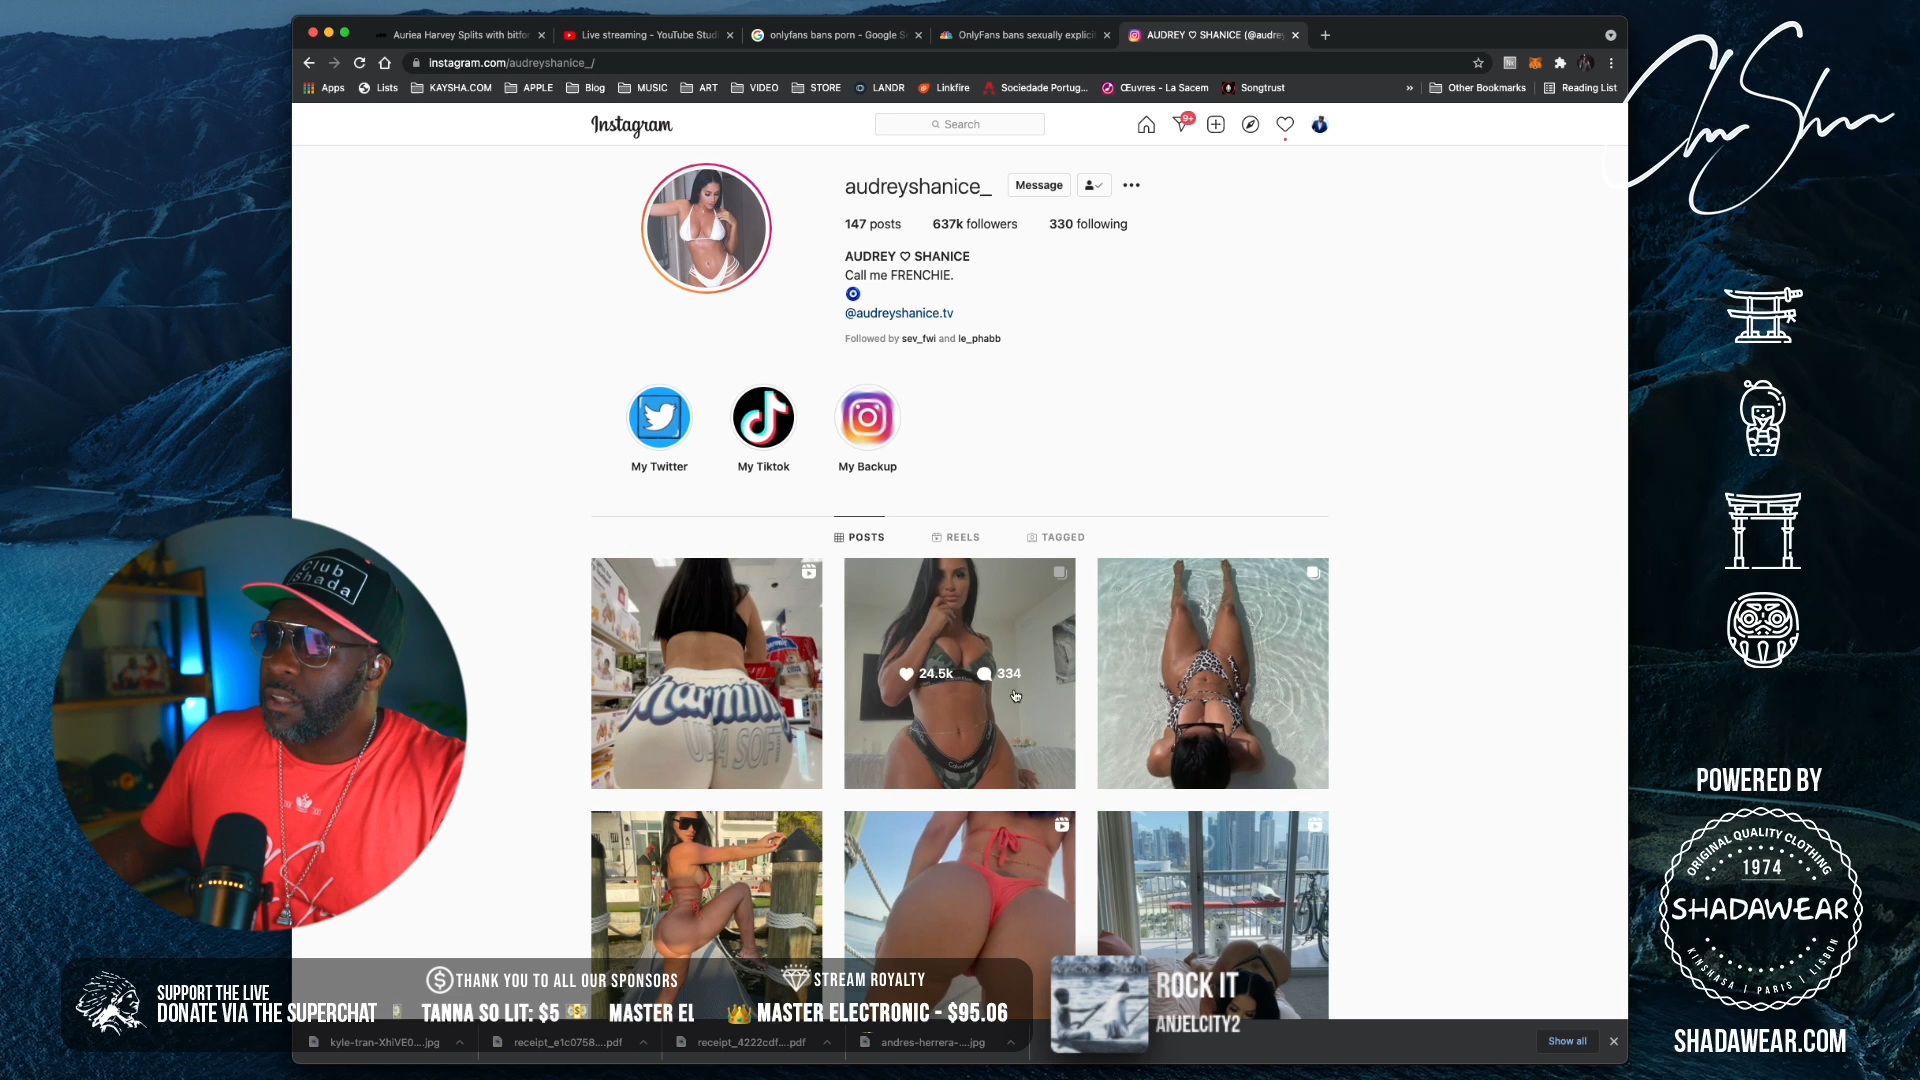 Auriea Harvey Splits with bitfor
Live streaming - YouTube Stud
onlyfans bans porn - Google S
OnlyFans bans sexually explicit
AUDREY ♡ SHANICE (@audrey
instagram.com/audreyshanice_/
Apps
Lists
KAYSHA.COM
APPLE
Blog
MUSIC
ART
VIDEO
STORE
LANDR
Linkfire
Sociedade Portug...
Œuvres - La Sacem
Songtrust
»
Other Bookmarks
Reading List
Instagram
Search
9+
audreyshanice_
Message
147 posts
637k followers
330 following
AUDREY ♡ SHANICE
Call me FRENCHIE.
@audreyshanice.tv
Followed by sev_fwi and le_phabb
My Twitter
My Tiktok
My Backup
POSTS
REELS
TAGGED
24.5k
334
Charmin
Calvin Klein
Club
Shada
POWERED BY
ORIGINAL QUALITY CLOTHING
1974
SHADAWEAR
KINSHASA | PARIS | LISBON
SHADAWEAR.COM
SUPPORT THE LIVE
DONATE VIA THE SUPERCHAT
THANK YOU TO ALL OUR SPONSORS
TANNA SO LIT: $5
MASTER EL
STREAM ROYALTY
MASTER ELECTRONIC - $95.06
ROCK IT
ANJELCITY2
kyle-tran-XhiVE0....jpg
receipt_e1c0758....pdf
receipt_4222cdf....pdf
andres-herrera-....jpg
Show all